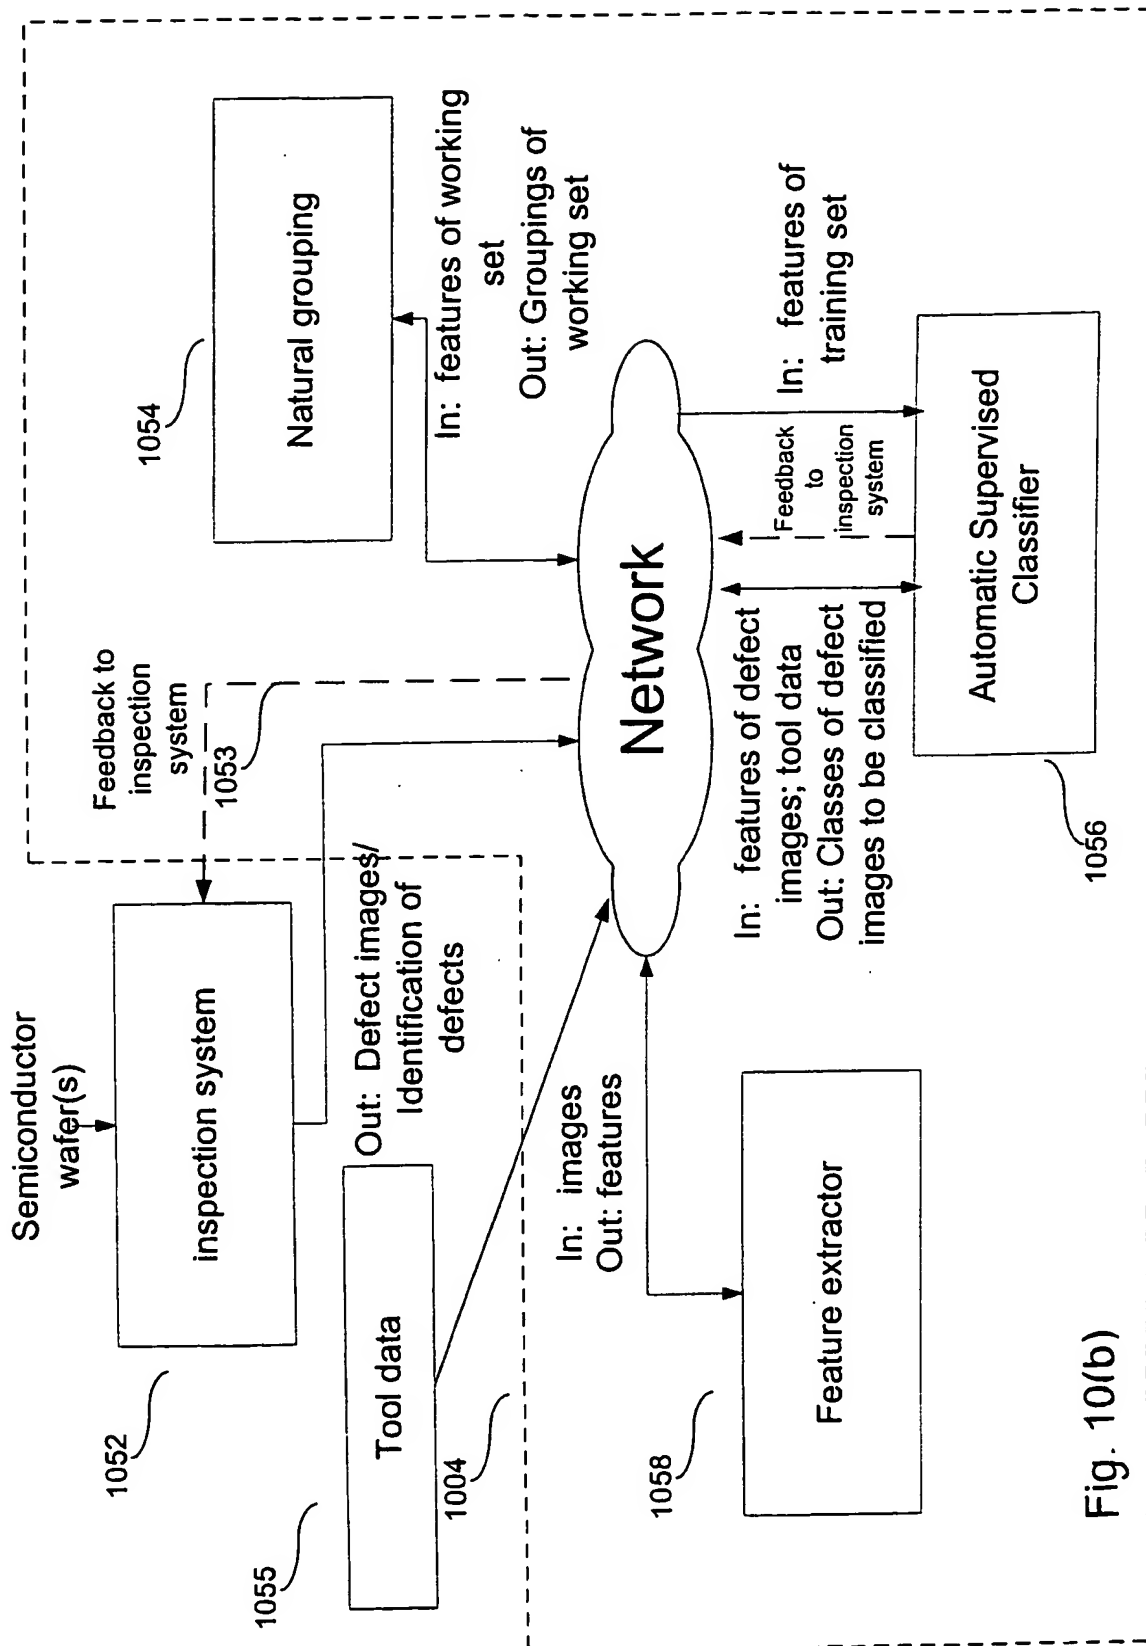 Semiconductor
wafer(s)
inspection system
1052
Feedback to
inspection
system
1053
1054
Natural grouping
In: features of working
set
Out: Groupings of
working set
1055
Tool data
Out: Defect images/
Identification of
defects
1004
Network
In: images
Out: features
1058
Feature extractor
In: features of defect
images; tool data
Out: Classes of defect
images to be classified
Feedback
to
inspection
system
In: features of
training set
1056
Automatic Supervised
Classifier
Fig. 10(b)